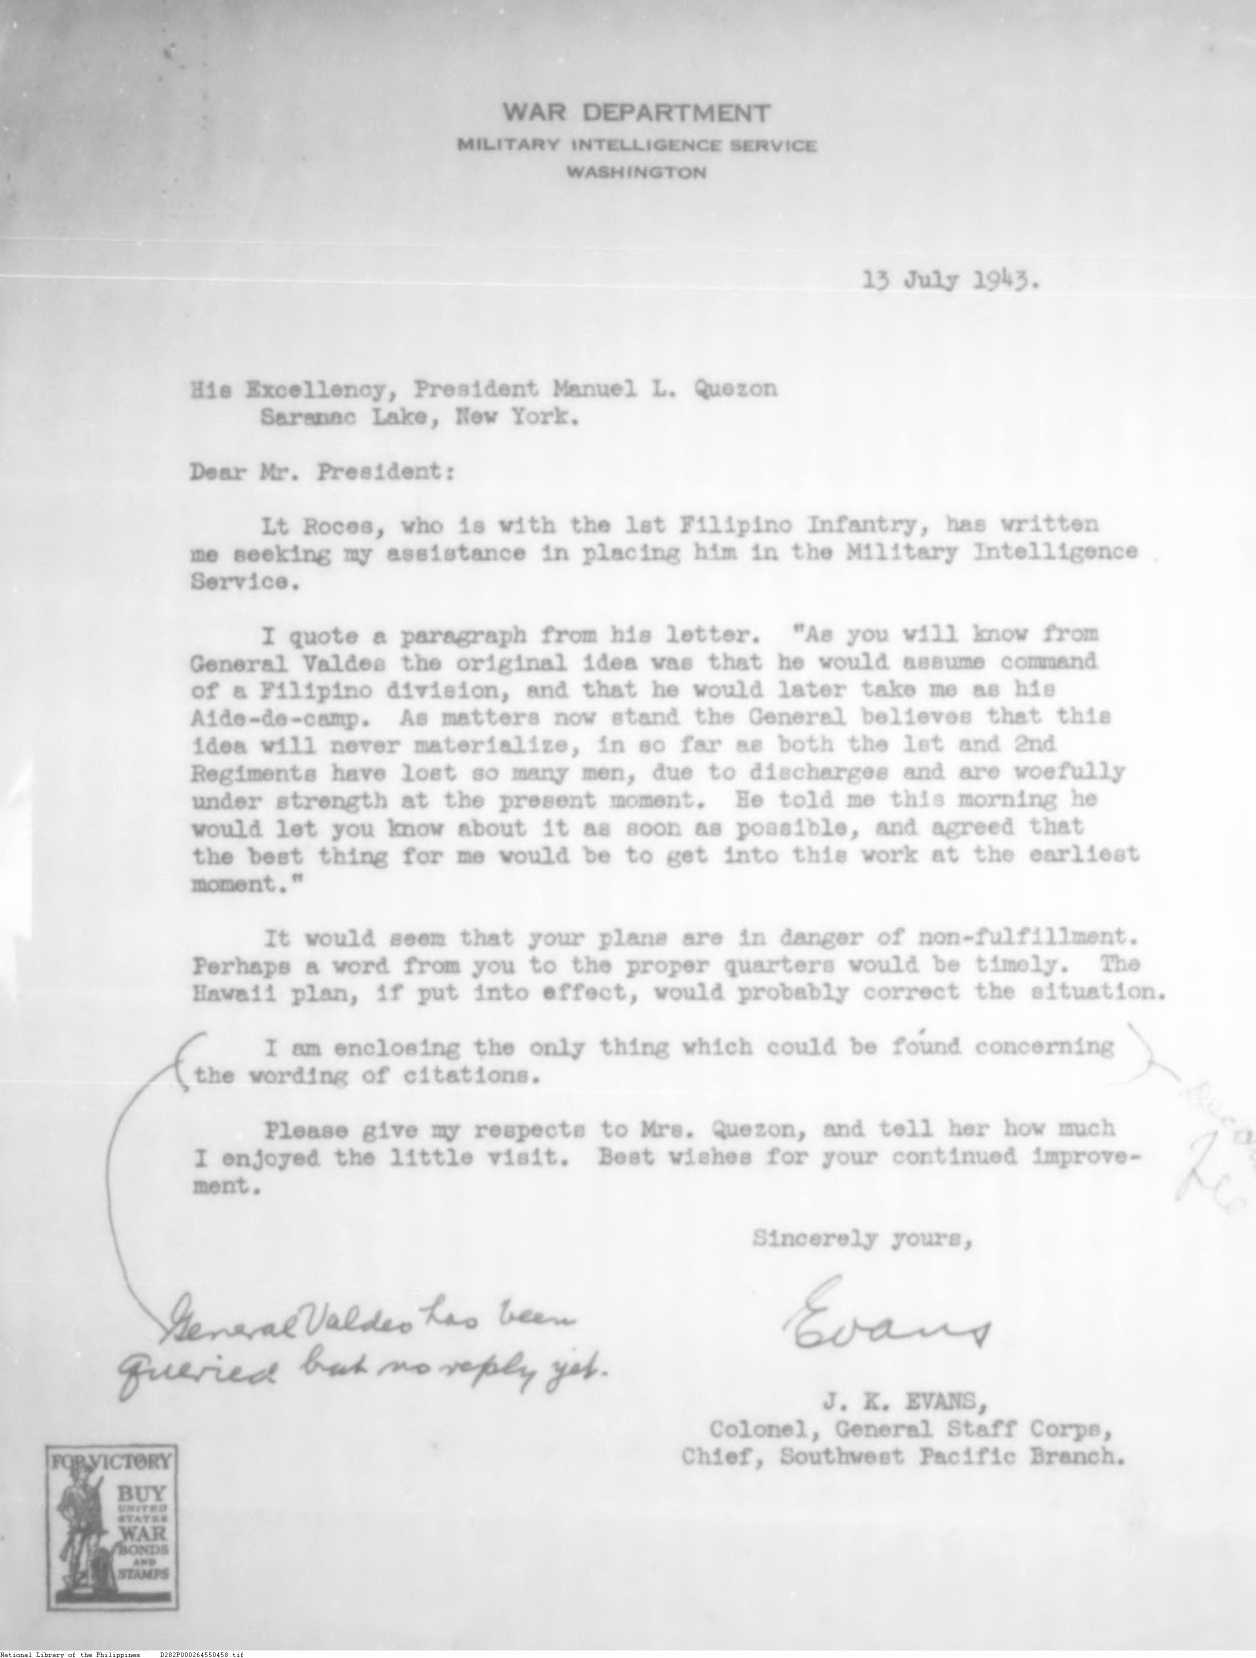 WAR DEPARTMENT
MILITARY INTELLIGENCE SERVICE
WASHINGTON
13 July 1943.
His Excellency, President Manuel L. Quezon
Saranac Lake, New York.
Dear Mr. President:
Lt Roces, who is with the 1st Filipino Infantry, has written
me seeking my assistance in placing him in the Military Intelligence
Service.
I quote a paragraph from his letter. "As you will know from
General Valdes the original idea was that he would assume command
of a Filipino division, and that he would later take me as his
Aide-de-camp. As matters now stand the General believes that this
idea will never materialize, in so far as both the 1st and 2nd
Regiments have lost so many men, due to discharges and are woefully
under strength at the present moment. He told me this morning he
would let you know about it as soon as possible, and agreed that
the best thing for me would be to get into this work at the earliest
moment."
It would seem that your plans are in danger of non-fulfillment.
Perhaps a word from you to the proper quarters would be timely. The
Hawaii plan, if put into effect, would probably correct the situation.
I am enclosing the only thing which could be found concerning
the wording of citations.
Please give my respects to Mrs. Quezon, and tell her how much
I enjoyed the little visit. Best wishes for your continued improve-
ment.
Sincerely yours,
Evans
General Valdes has been
queried but no reply yet.
J. K. EVANS,
Colonel, General Staff Corps,
Chief, Southwest Pacific Branch.
FOR VICTORY
BUY
UNITED
STATES
WAR
BONDS
AND
STAMPS
National Library of the Philippines D282P000264550458.tif